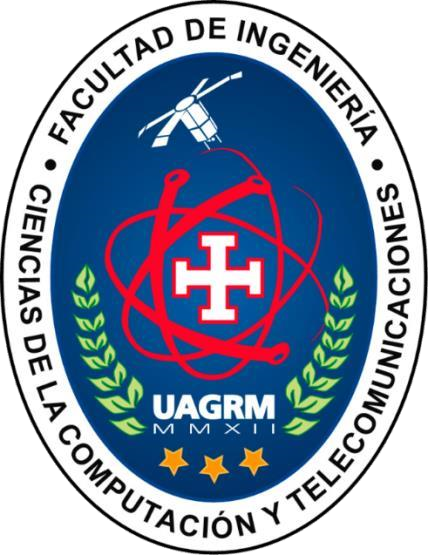 FACULTAD DE INGENIERÍA
CIENCIAS DE LA COMPUTACIÓN Y TELECOMUNICACIONES
UAGRM
MMXII